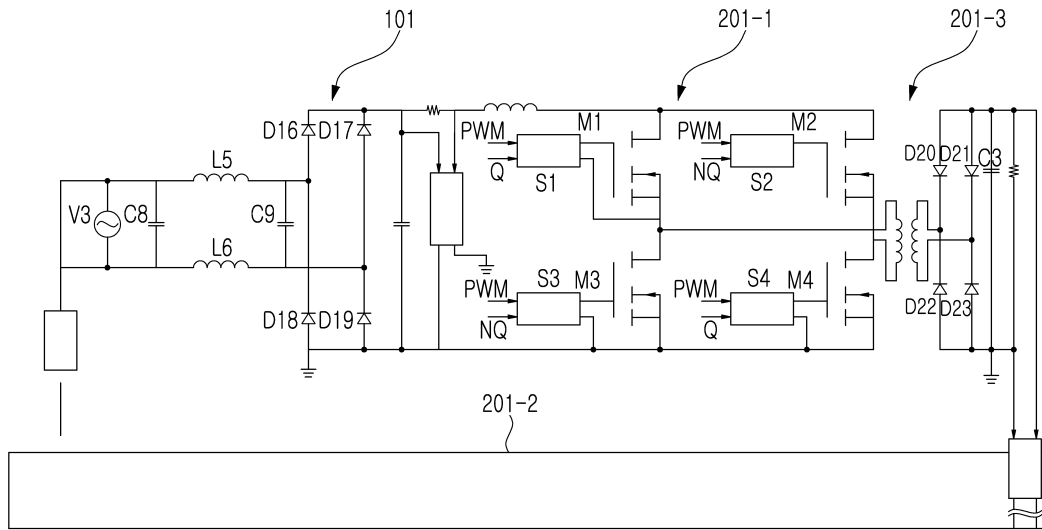 101
201-1
201-3
D16
D17
PWM
M1
PWM
M2
Q
S1
NQ
S2
D20
D21
C3
L5
V3
C8
C9
L6
S3
M3
S4
M4
PWM
PWM
D18
D19
NQ
Q
D22
D23
201-2